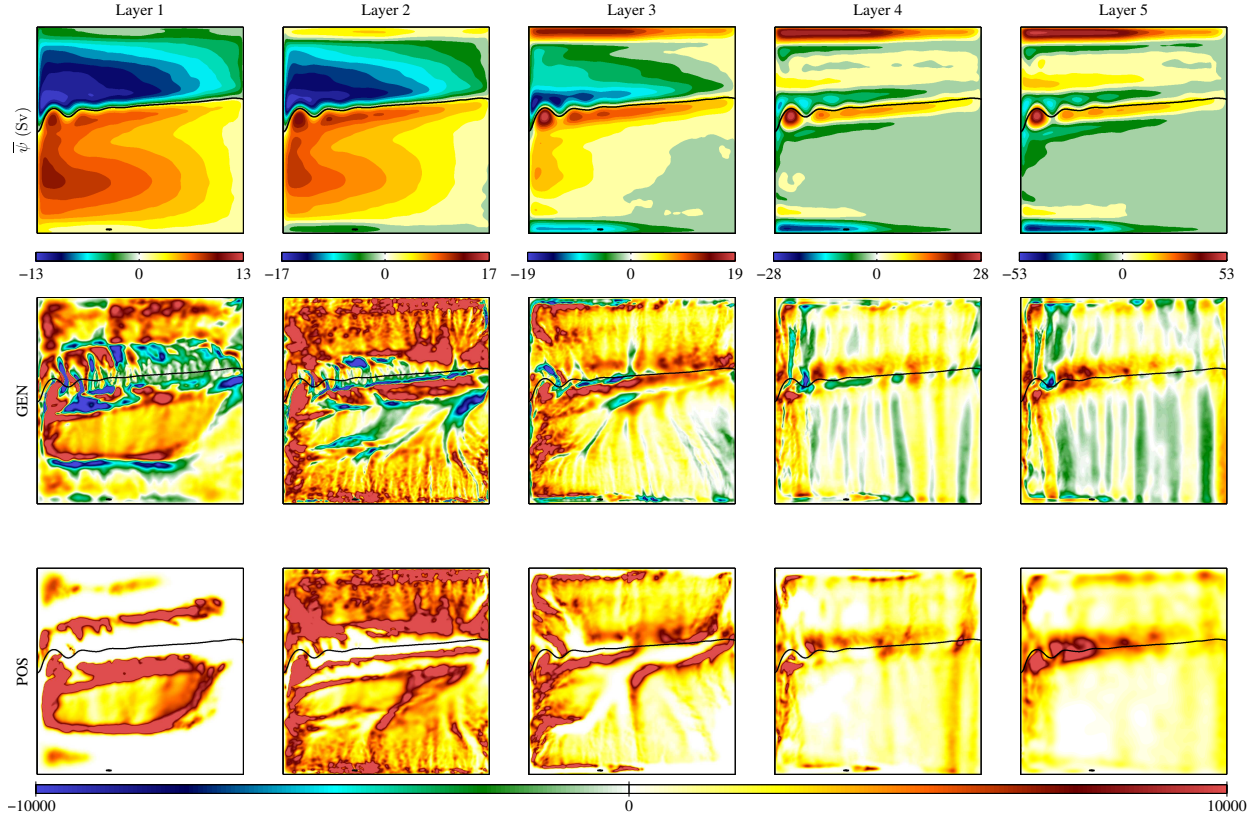 Layer 1 Layer 2 Layer 3 Layer 4 Layer 5
ψ̅ (Sv)
−13 0 13 −17 0 17 −19 0 19 −28 0 28 −53 0 53
GEN
POS
−10000 0 10000